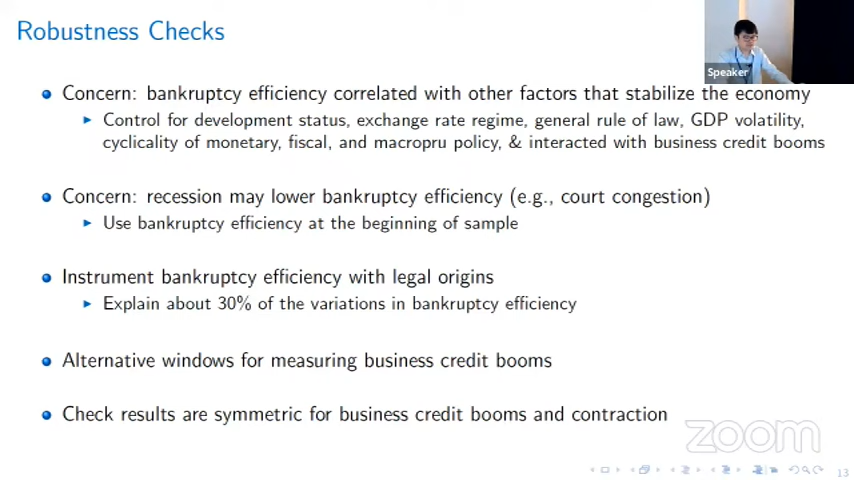 Robustness Checks
Speaker
Concern: bankruptcy efficiency correlated with other factors that stabilize the economy
Control for development status, exchange rate regime, general rule of law, GDP volatility,
cyclicality of monetary, fiscal, and macropru policy, & interacted with business credit booms
Concern: recession may lower bankruptcy efficiency (e.g., court congestion)
Use bankruptcy efficiency at the beginning of sample
Instrument bankruptcy efficiency with legal origins
Explain about 30% of the variations in bankruptcy efficiency
Alternative windows for measuring business credit booms
Check results are symmetric for business credit booms and contraction
zoom
13